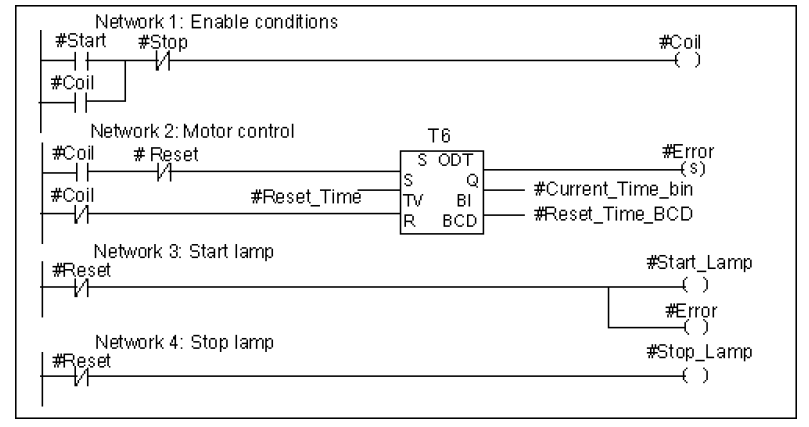 Network 1: Enable conditions
#Start #Stop #Coil
( )
#Coil
Network 2: Motor control T6
#Coil # Reset S ODT #Error
(S)
S Q #Current_Time_bin
#Coil #Reset_Time TV BI
R BCD #Reset_Time_BCD
Network 3: Start lamp
#Reset #Start_Lamp
( )
#Error
( )
Network 4: Stop lamp
#Reset #Stop_Lamp
( )